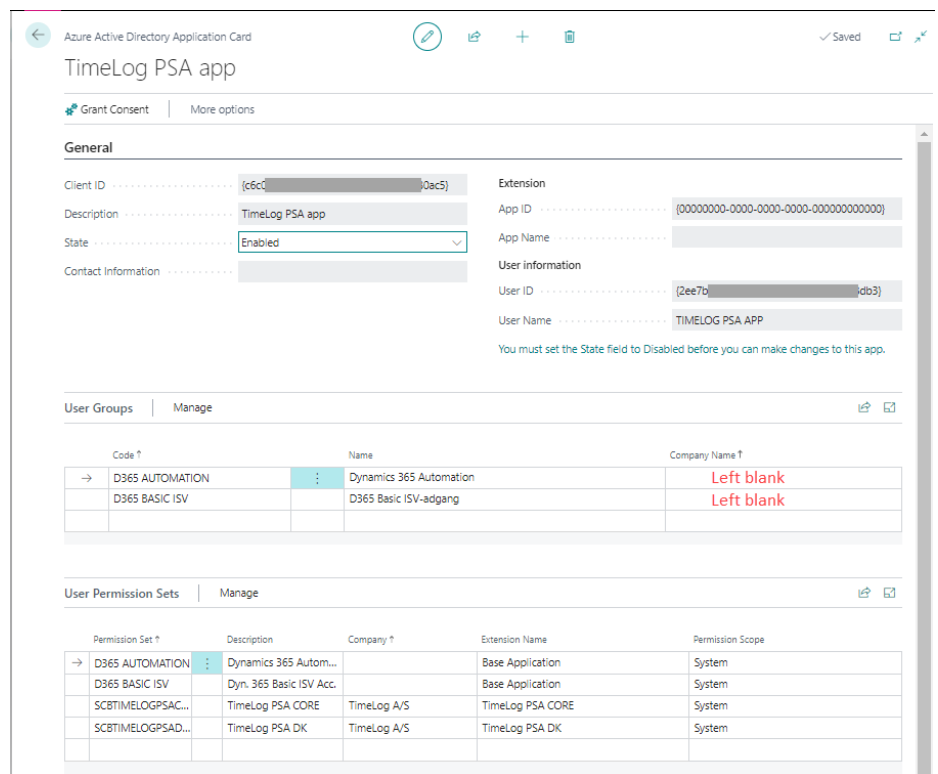 Azure Active Directory Application Card
Saved
TimeLog PSA app
Grant Consent
More options
General
Client ID
{c6c0 0ac5}
Description
TimeLog PSA app
State
Enabled
Contact Information
Extension
App ID
{00000000-0000-0000-0000-000000000000}
App Name
User information
User ID
{2ee7b db3}
User Name
TIMELOG PSA APP
You must set the State field to Disabled before you can make changes to this app.
User Groups
Manage
Code ↑ Name Company Name ↑
→ D365 AUTOMATION Dynamics 365 Automation Left blank
D365 BASIC ISV D365 Basic ISV-adgang Left blank
User Permission Sets
Manage
Permission Set ↑ Description Company ↑ Extension Name Permission Scope
→ D365 AUTOMATION Dynamics 365 Autom... Base Application System
D365 BASIC ISV Dyn. 365 Basic ISV Acc. Base Application System
SCBTIMELOGPSAC... TimeLog PSA CORE TimeLog A/S TimeLog PSA CORE System
SCBTIMELOGPSAD... TimeLog PSA DK TimeLog A/S TimeLog PSA DK System